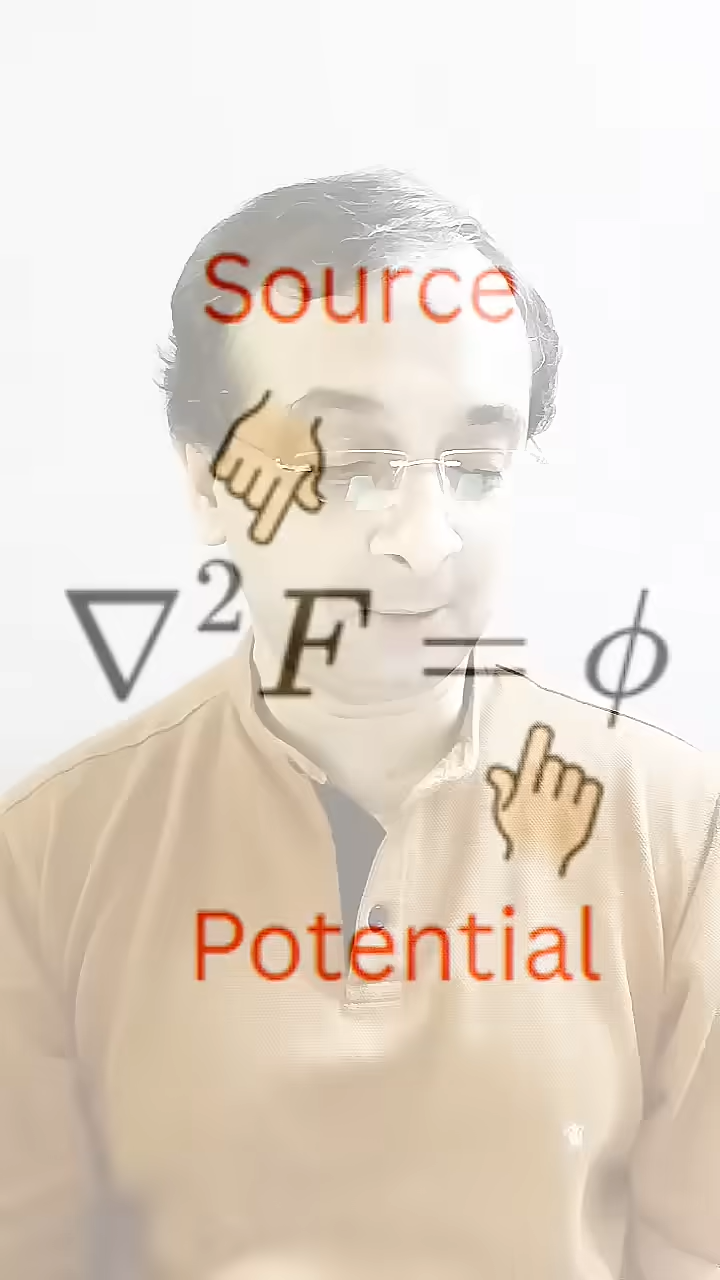 Source
∇²F = ϕ
Potential